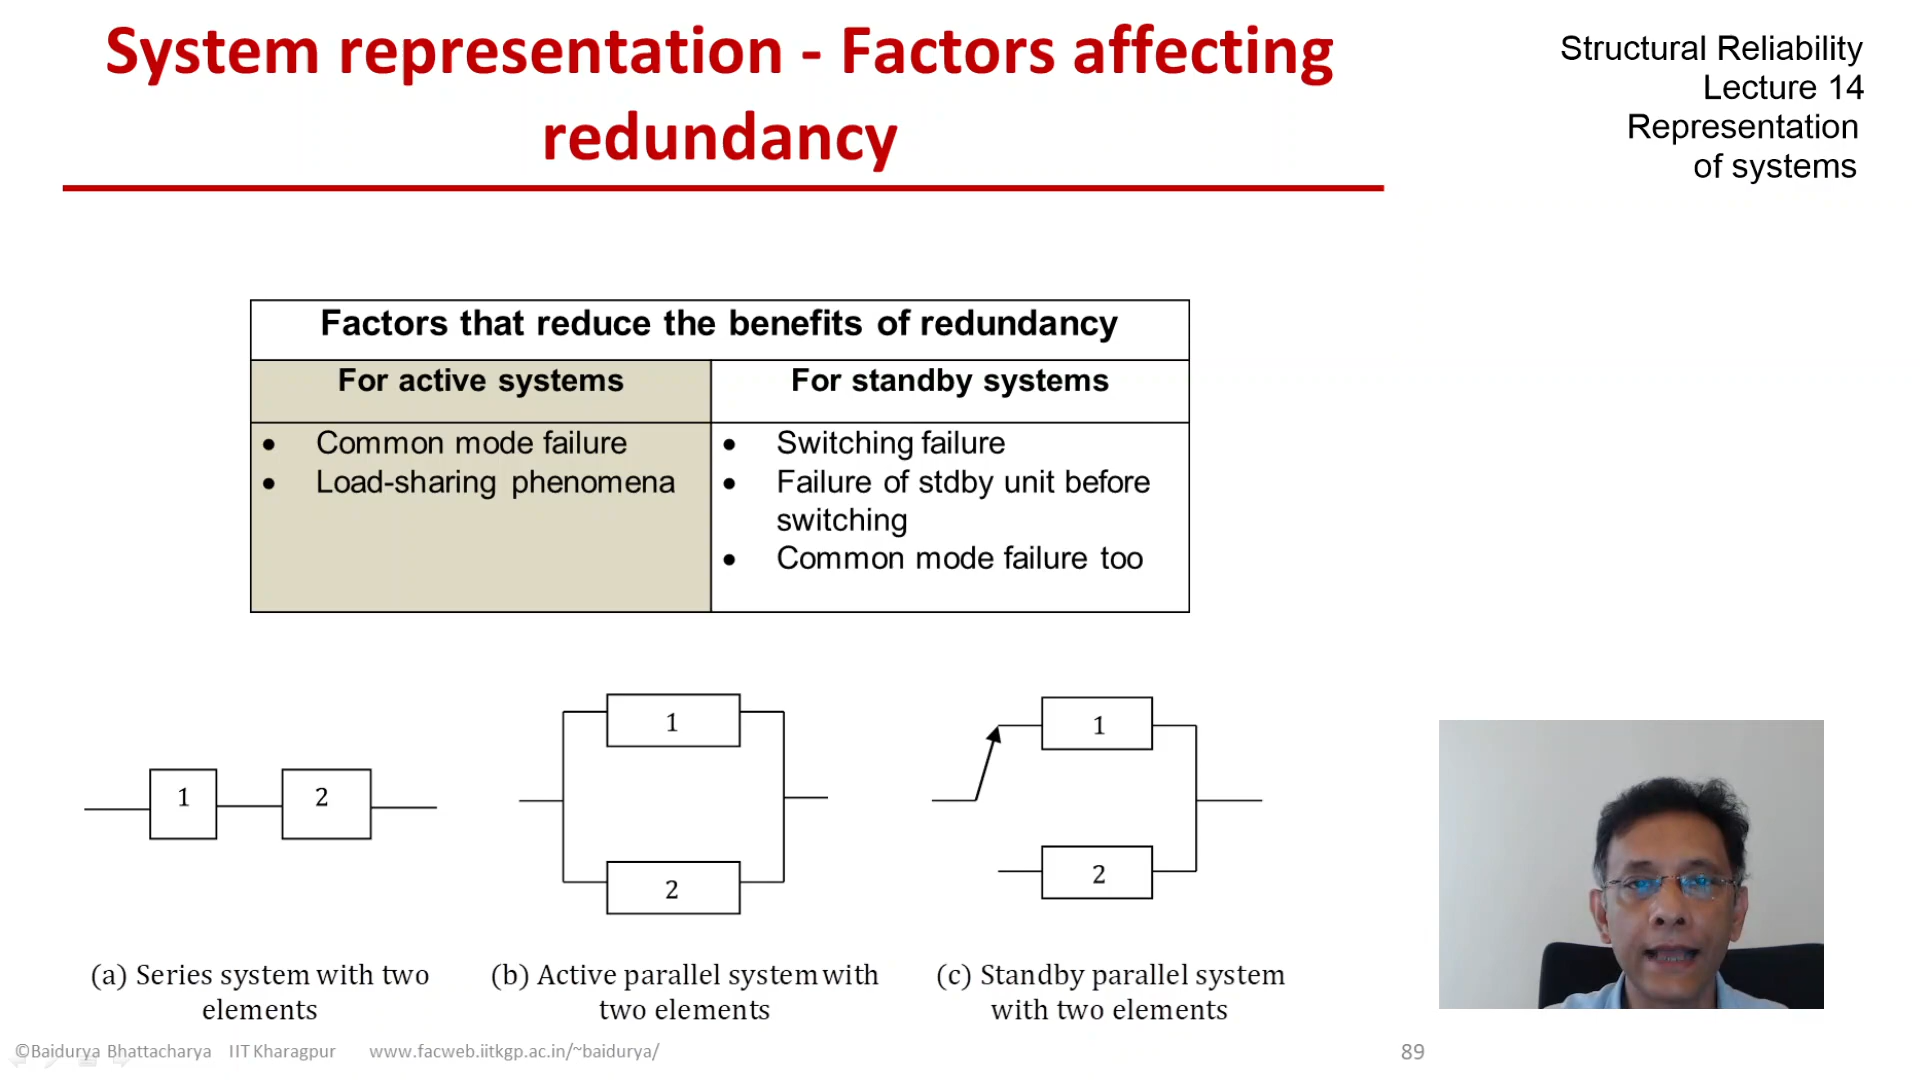 System representation - Factors affecting
redundancy
Structural Reliability
Lecture 14
Representation
of systems
Factors that reduce the benefits of redundancy
For active systems
For standby systems
• Common mode failure
• Load-sharing phenomena
• Switching failure
• Failure of stdby unit before
switching
• Common mode failure too
1
2
1
2
1
2
(a) Series system with two
elements
(b) Active parallel system with
two elements
(c) Standby parallel system
with two elements
©Baidurya Bhattacharya IIT Kharagpur www.facweb.iitkgp.ac.in/~baidurya/
89